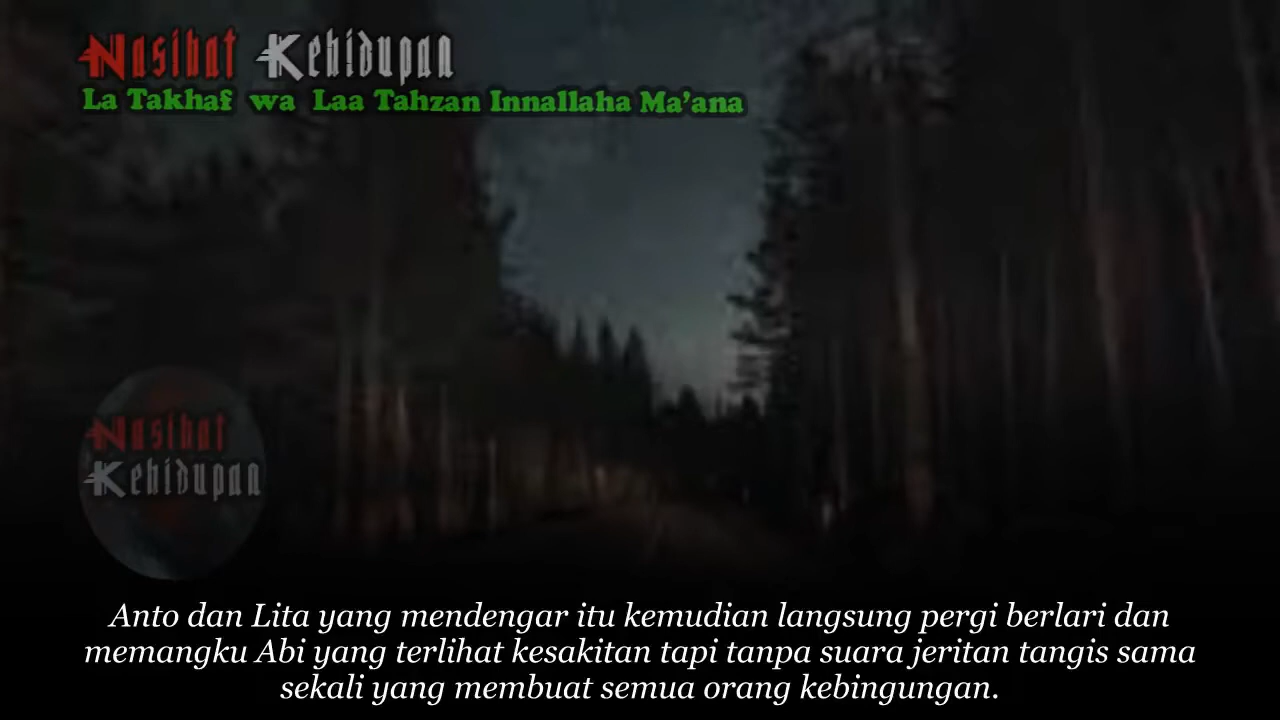 Nasihat Kehidupan
La Takhaf wa Laa Tahzan Innallaha Ma'ana
Nasihat
Kehidupan
Anto dan Lita yang mendengar itu kemudian langsung pergi berlari dan
memangku Abi yang terlihat kesakitan tapi tanpa suara jeritan tangis sama
sekali yang membuat semua orang kebingungan.